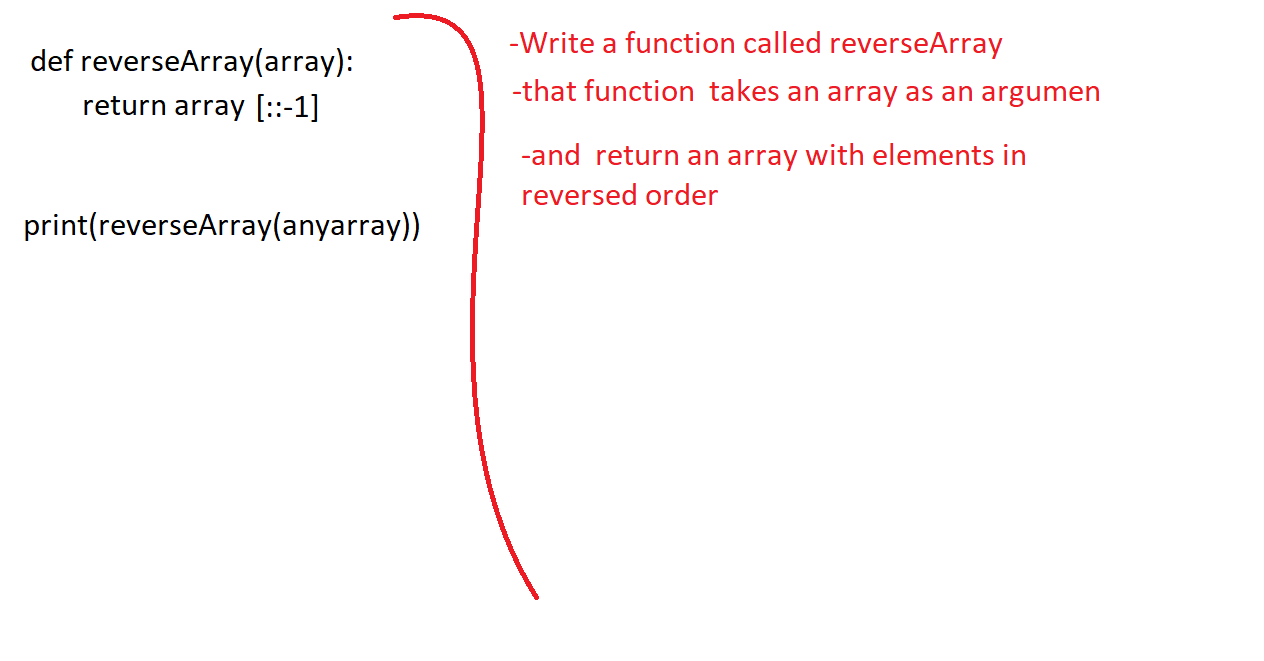 def reverseArray(array):
return array [::-1]
print(reverseArray(anyarray))
-Write a function called reverseArray
-that function  takes an array as an argumen
-and  return an array with elements in
reversed order